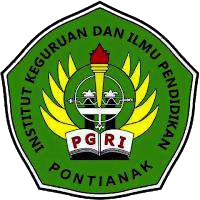 INSTITUT KEGURUAN DAN ILMU PENDIDIKAN
PGRI
PONTIANAK